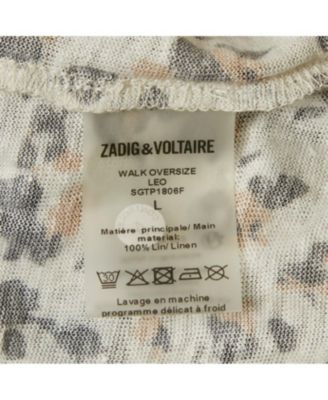 ZADIG&VOLTAIRE
WALK OVERSIZE
LEO
SGTP1806F
L
Matière principale/ Main
material:
100% Lin/ Linen
Lavage en machine
programme délicat à froid